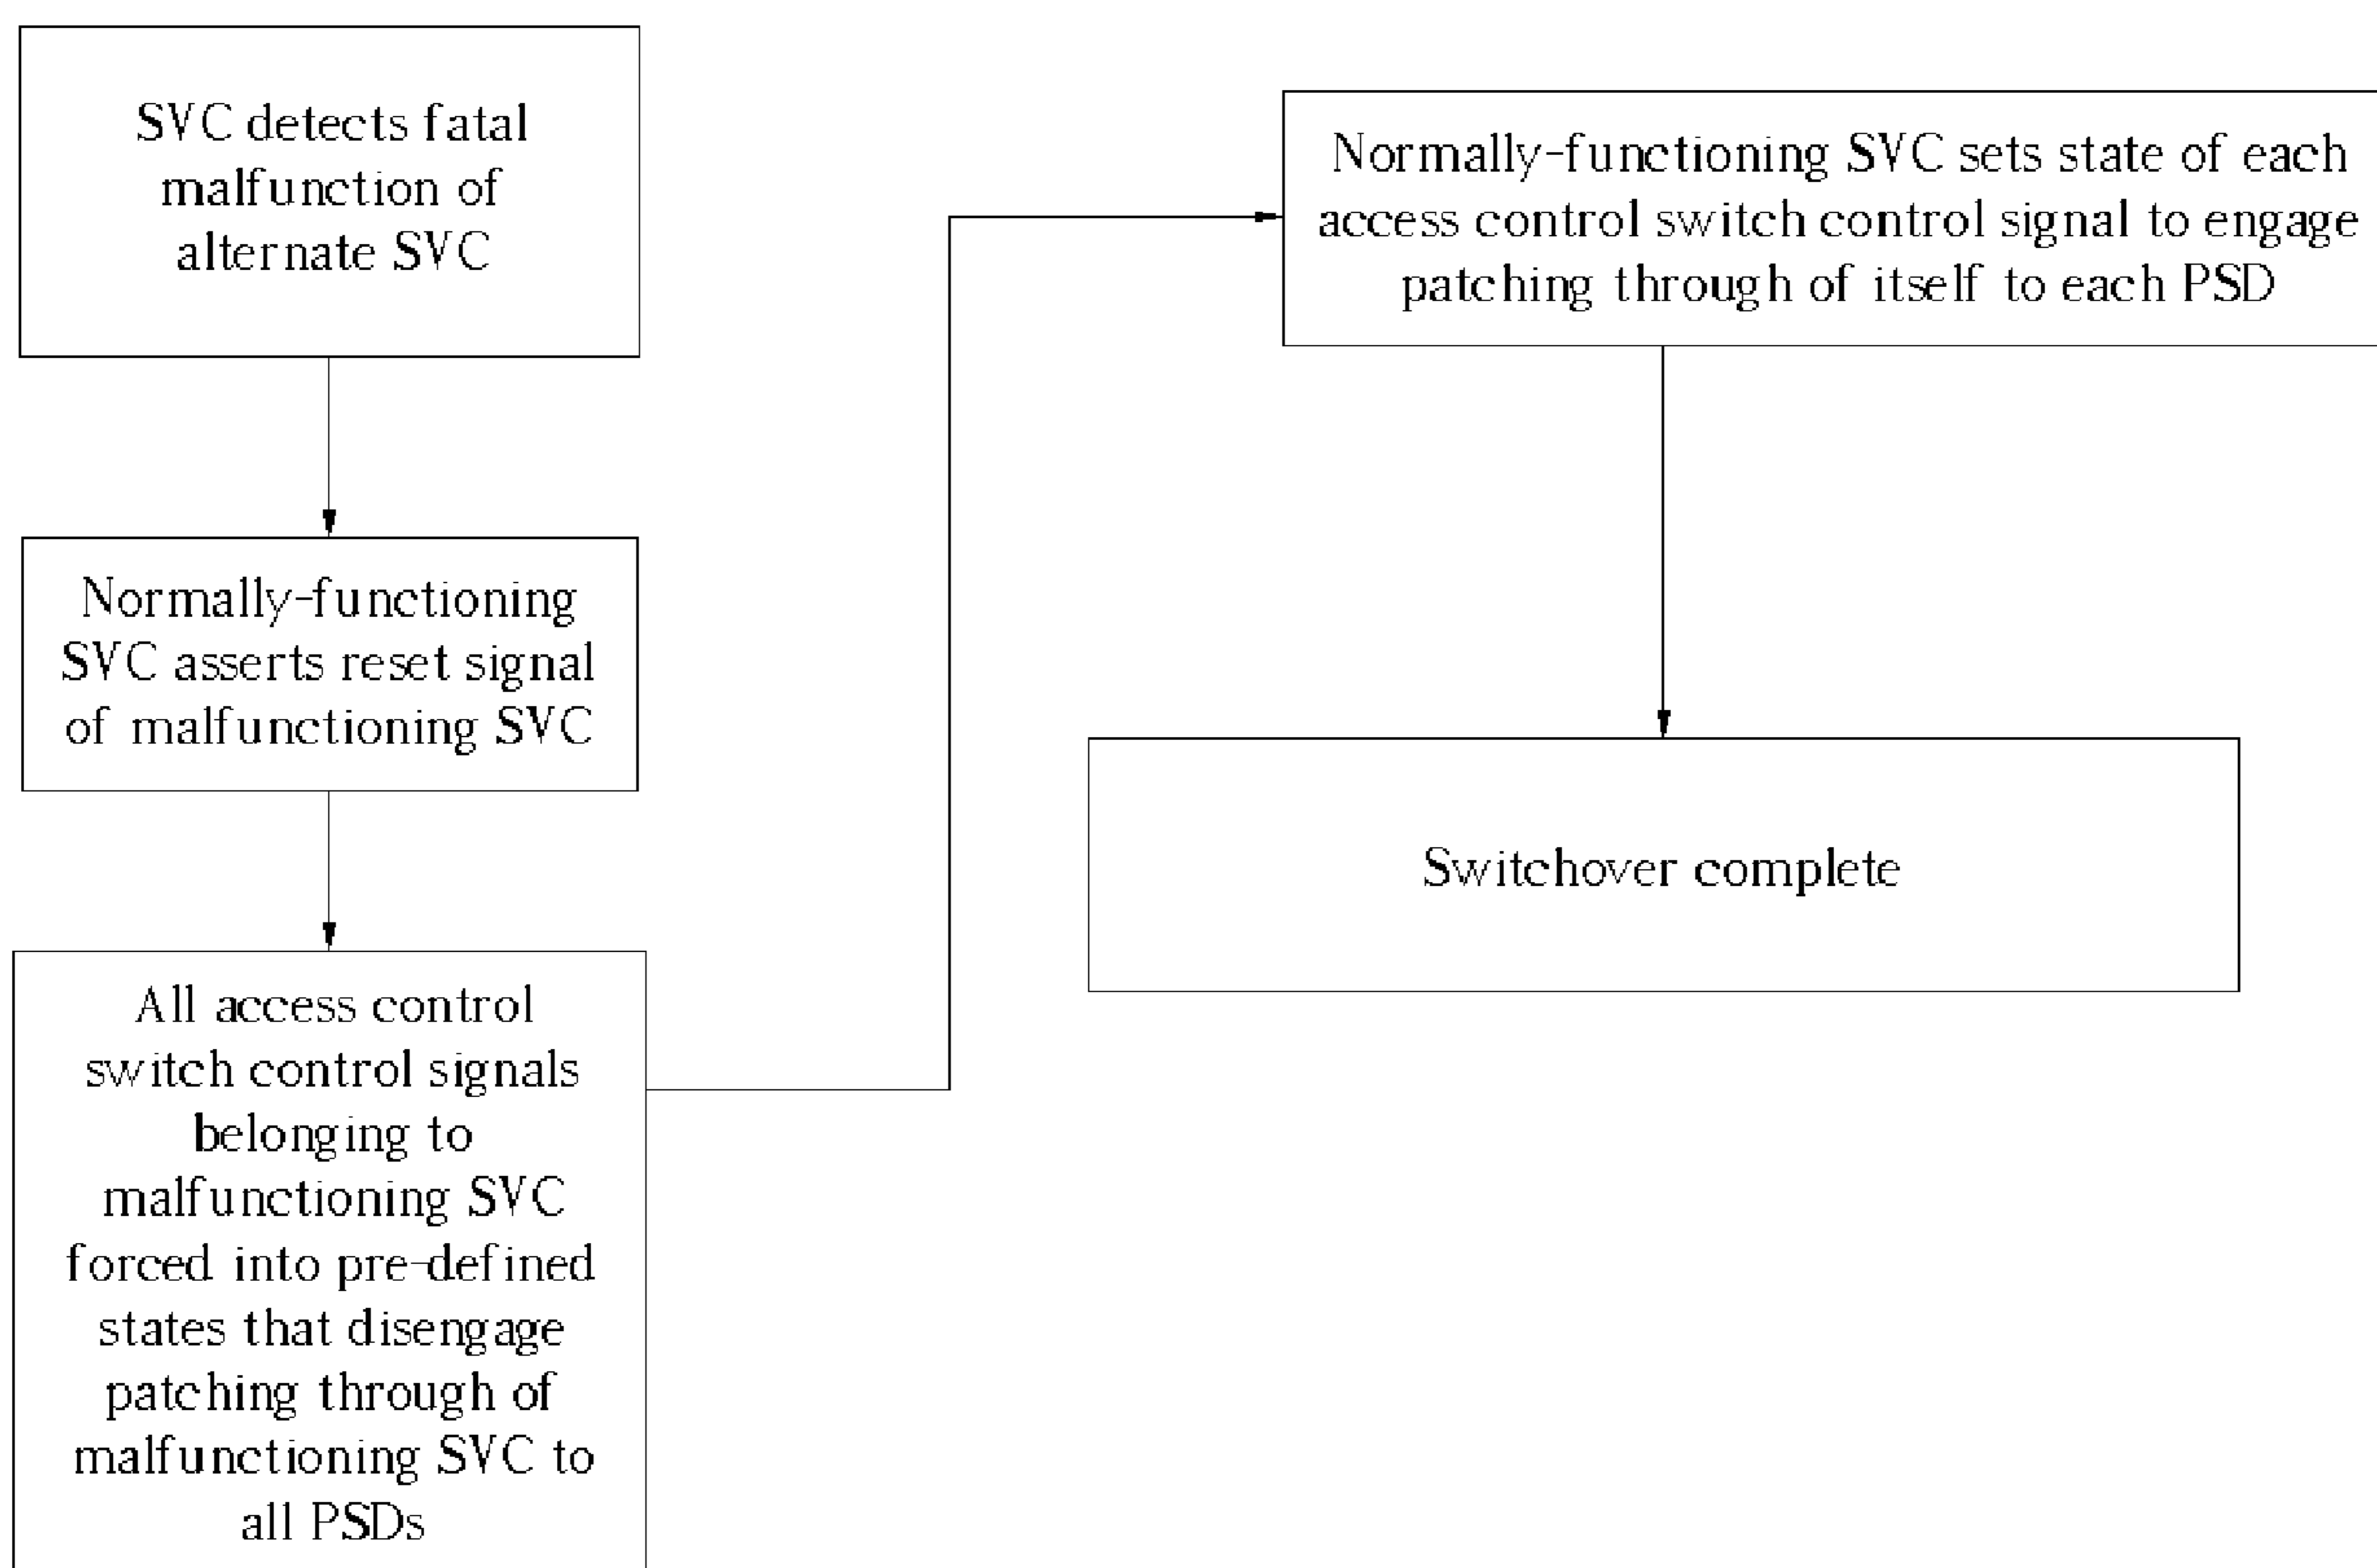 SVC detects fatal
malfunction of
alternate SVC
Normally-functioning
SVC asserts reset signal
of malfunctioning SVC
All access control
switch control signals
belonging to
malfunctioning SVC
forced into pre-defined
states that disengage
patching through of
malfunctioning SVC to
all PSDs
Normally-functioning SVC sets state of each
access control switch control signal to engage
patching through of itself to each PSD
Switchover complete